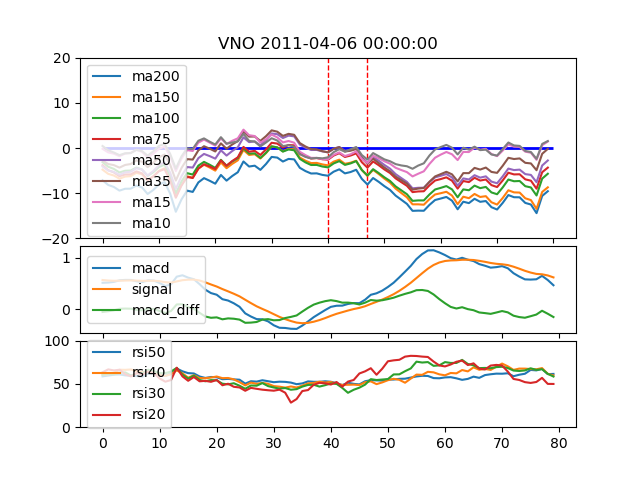 VNO 2011-04-06 00:00:00
20
10
0
−10
−20
ma200
ma150
ma100
ma75
ma50
ma35
ma15
ma10
1
0
macd
signal
macd_diff
100
50
0
rsi50
rsi40
rsi30
rsi20
0 10 20 30 40 50 60 70 80